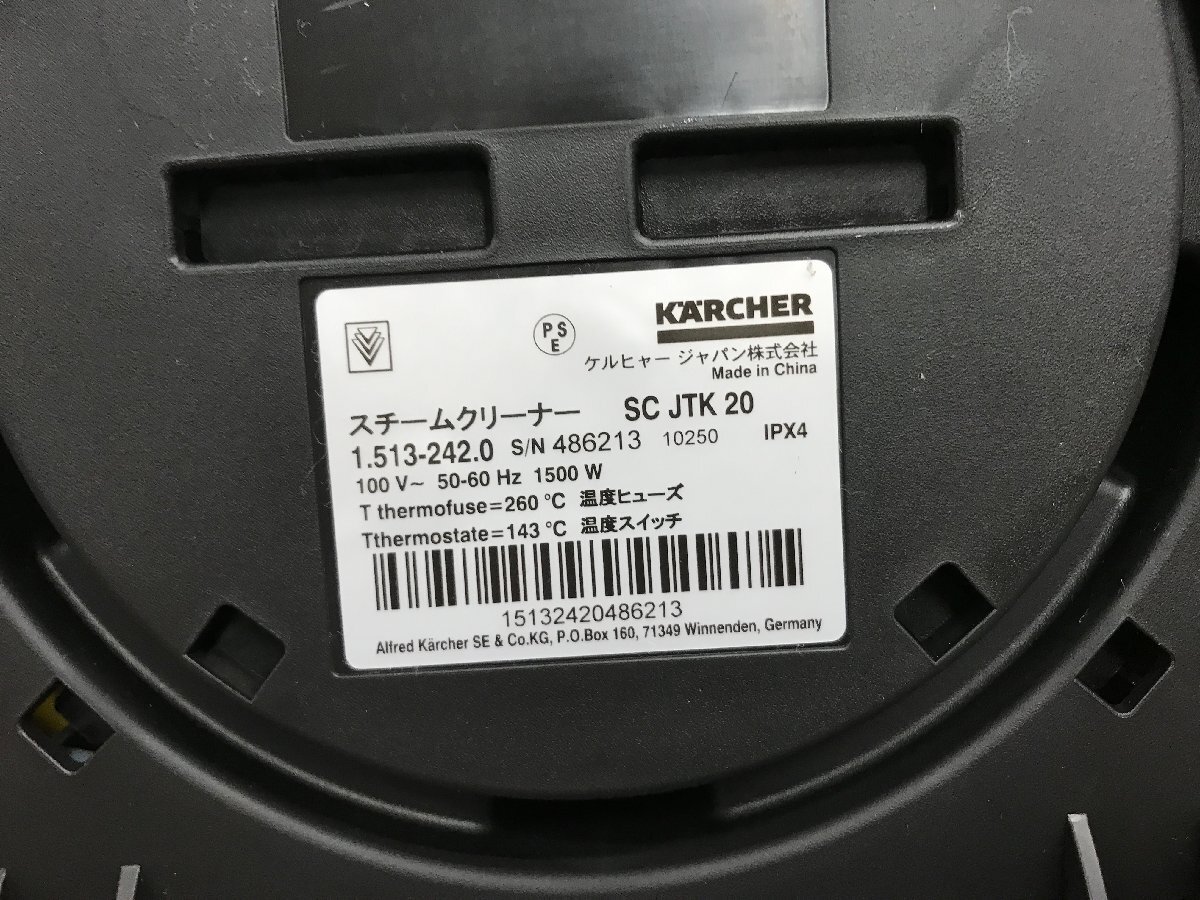 PSE
KÄRCHER
ケルヒャー ジャパン株式会社
Made in China
スチームクリーナー SC JTK 20
1.513-242.0 S/N 486213 10250 IPX4
100 V~ 50-60 Hz 1500 W
T thermofuse=260 °C 温度ヒューズ
Tthermostate=143 °C 温度スイッチ
15132420486213
Alfred Kärcher SE & Co.KG, P.O.Box 160, 71349 Winnenden, Germany